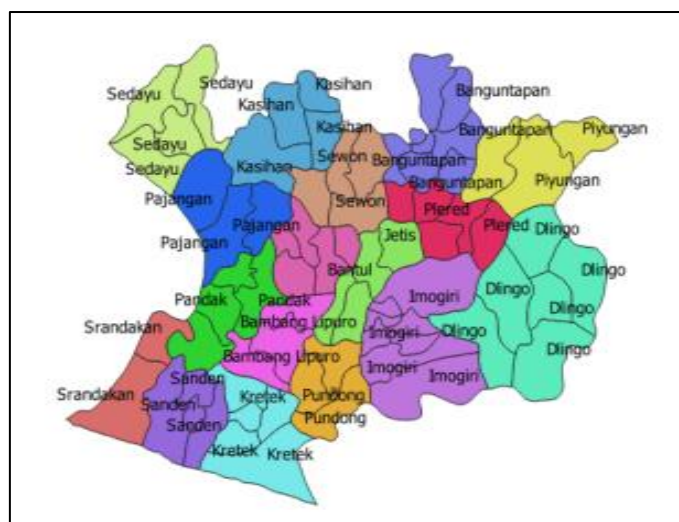 Sedayu
Kasihan
Sedayu
Banguntapan
Kasihan
Kasihan
Banguntapan
Piyungan
Sedayu
Sewon
Banguntapan
Sedayu
Kasihan
Banguntapan
Piyungan
Pajangan
Sewon
Plered
Pajangan
Jetis
Plered
Dlingo
Pajangan
Bantul
Dlingo
Pandak
Pandak
Imogiri
Dlingo
Srandakan
Bambang Lipuro
Imogiri
Dlingo
Dlingo
Bambang Lipuro
Dlingo
Sanden
Imogiri
Imogiri
Srandakan
Sanden
Kretek
Pundong
Sanden
Pundong
Kretek
Kretek